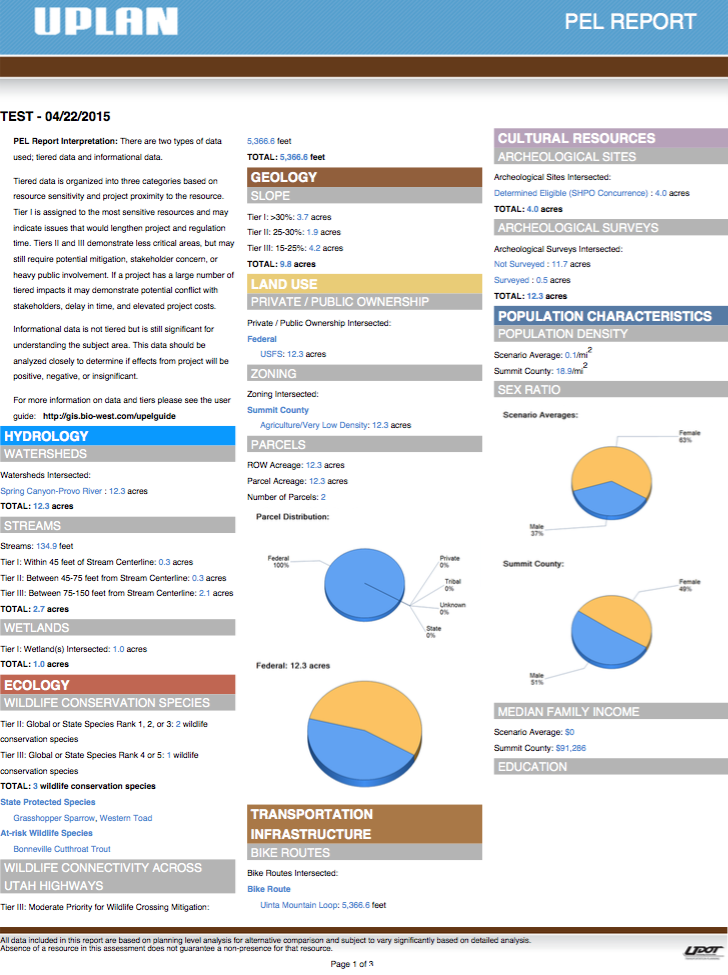 UPLAN
PEL REPORT
TEST - 04/22/2015
PEL Report Interpretation: There are two types of data
used; tiered data and informational data.
Tiered data is organized into three categories based on
resource sensitivity and project proximity to the resource.
Tier I is assigned to the most sensitive resources and may
indicate issues that would lengthen project and regulation
time. Tiers II and III demonstrate less critical areas, but may
still require potential mitigation, stakeholder concern, or
heavy public involvement. If a project has a large number of
tiered impacts it may demonstrate potential conflict with
stakeholders, delay in time, and elevated project costs.
Informational data is not tiered but is still significant for
understanding the subject area. This data should be
analyzed closely to determine if effects from project will be
positive, negative, or insignificant.
For more information on data and tiers please see the user
guide: http://gis.bio-west.com/upelguide
HYDROLOGY
WATERSHEDS
Watersheds Intersected:
Spring Canyon-Provo River : 12.3 acres
TOTAL: 12.3 acres
STREAMS
Streams: 134.9 feet
Tier I: Within 45 feet of Stream Centerline: 0.3 acres
Tier II: Between 45-75 feet from Stream Centerline: 0.3 acres
Tier III: Between 75-150 feet from Stream Centerline: 2.1 acres
TOTAL: 2.7 acres
WETLANDS
Tier I: Wetland(s) Intersected: 1.0 acres
TOTAL: 1.0 acres
ECOLOGY
WILDLIFE CONSERVATION SPECIES
Tier II: Global or State Species Rank 1, 2, or 3: 2 wildlife
conservation species
Tier III: Global or State Species Rank 4 or 5: 1 wildlife
conservation species
TOTAL: 3 wildlife conservation species
State Protected Species
Grasshopper Sparrow, Western Toad
At-risk Wildlife Species
Bonneville Cutthroat Trout
WILDLIFE CONNECTIVITY ACROSS
UTAH HIGHWAYS
Tier III: Moderate Priority for Wildlife Crossing Mitigation:
5,366.6 feet
TOTAL: 5,366.6 feet
GEOLOGY
SLOPE
Tier I: >30%: 3.7 acres
Tier II: 25-30%: 1.9 acres
Tier III: 15-25%: 4.2 acres
TOTAL: 9.8 acres
LAND USE
PRIVATE / PUBLIC OWNERSHIP
Private / Public Ownership Intersected:
Federal
USFS: 12.3 acres
ZONING
Zoning Intersected:
Summit County
Agriculture/Very Low Density: 12.3 acres
PARCELS
ROW Acreage: 12.3 acres
Parcel Acreage: 12.3 acres
Number of Parcels: 2
Parcel Distribution:
Federal
100%
Private
0%
Tribal
0%
Unknown
0%
State
0%
Federal: 12.3 acres
TRANSPORTATION
INFRASTRUCTURE
BIKE ROUTES
Bike Routes Intersected:
Bike Route
Uinta Mountain Loop: 5,366.6 feet
CULTURAL RESOURCES
ARCHEOLOGICAL SITES
Archeological Sites Intersected:
Determined Eligible (SHPO Concurrence) : 4.0 acres
TOTAL: 4.0 acres
ARCHEOLOGICAL SURVEYS
Archeological Surveys Intersected:
Not Surveyed : 11.7 acres
Surveyed : 0.5 acres
TOTAL: 12.3 acres
POPULATION CHARACTERISTICS
POPULATION DENSITY
Scenario Average: 0.1/mi2
Summit County: 18.9/mi2
SEX RATIO
Scenario Averages:
Female
63%
Male
37%
Summit County:
Female
49%
Male
51%
MEDIAN FAMILY INCOME
Scenario Average: $0
Summit County: $91,286
EDUCATION
All data included in this report are based on planning level analysis for alternative comparison and subject to vary significantly based on detailed analysis.
Absence of a resource in this assessment does not guarantee a non-presence for that resource.
UDOT
Page 1 of 3